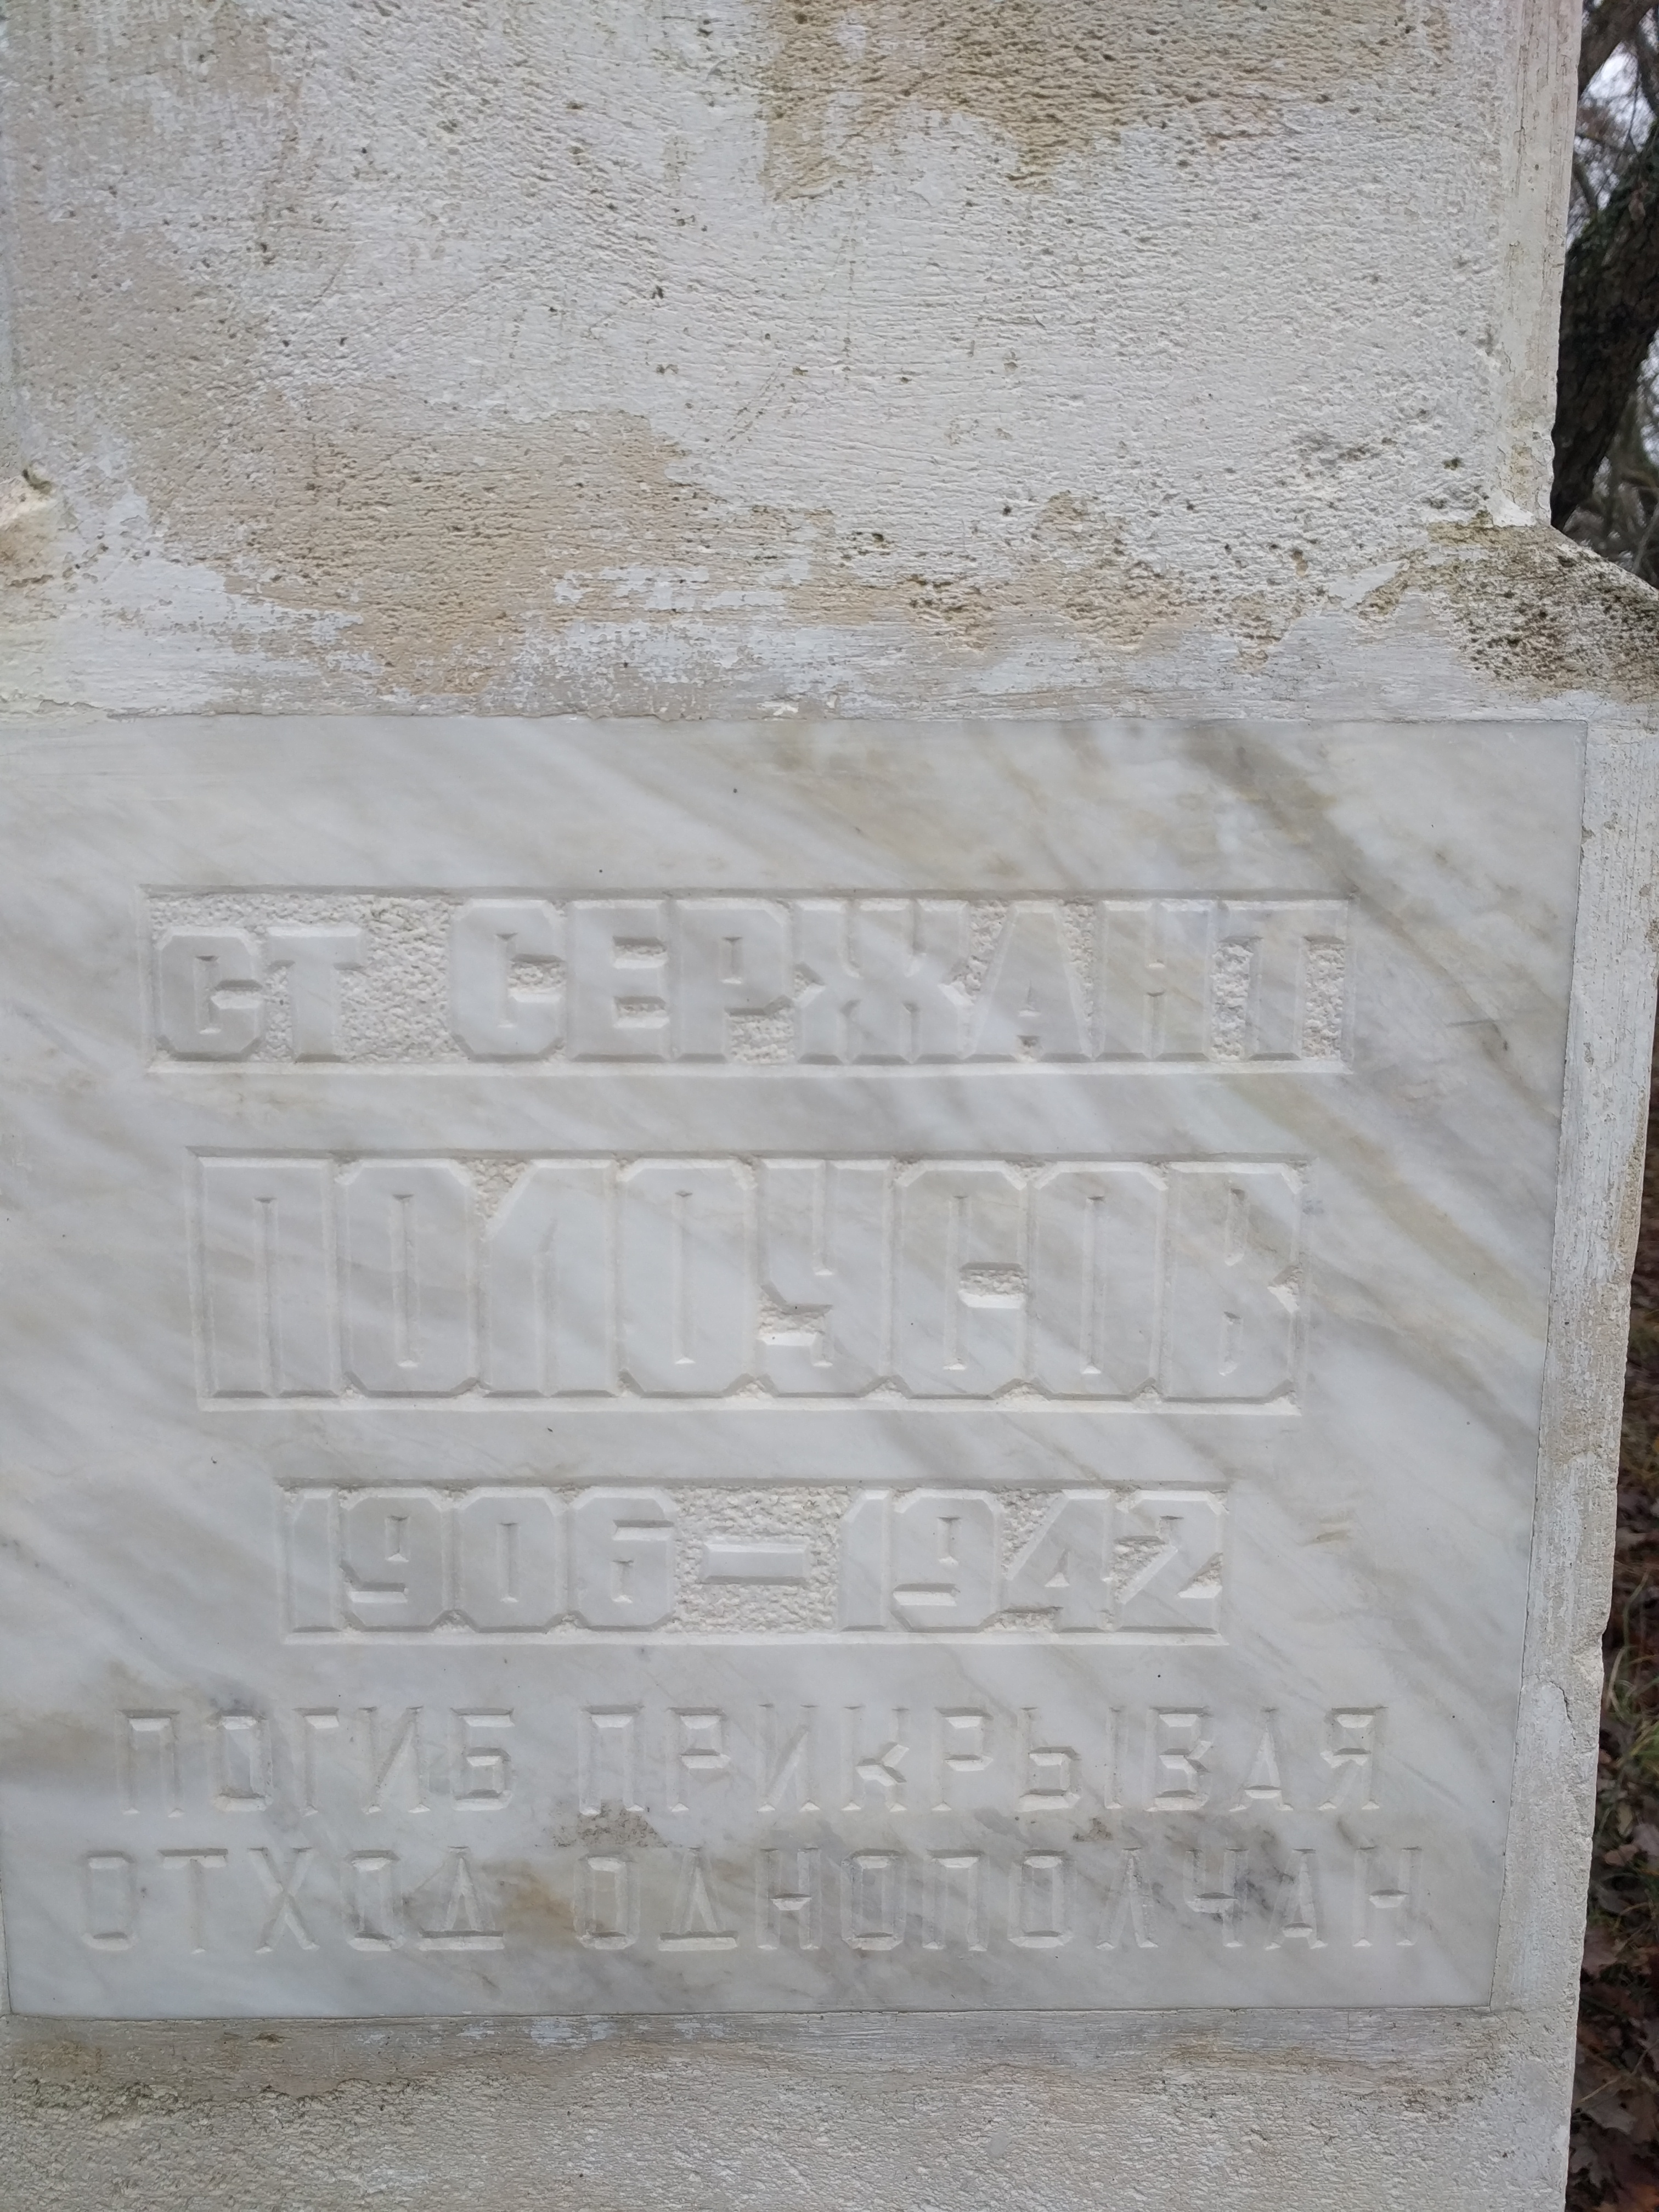 ст СЕРЖАНТ
ПОЛОУСОВ
1906-1942
ПОГИБ ПРИКРЫВАЯ
ОТХОД ОДНОПОЛЧАН